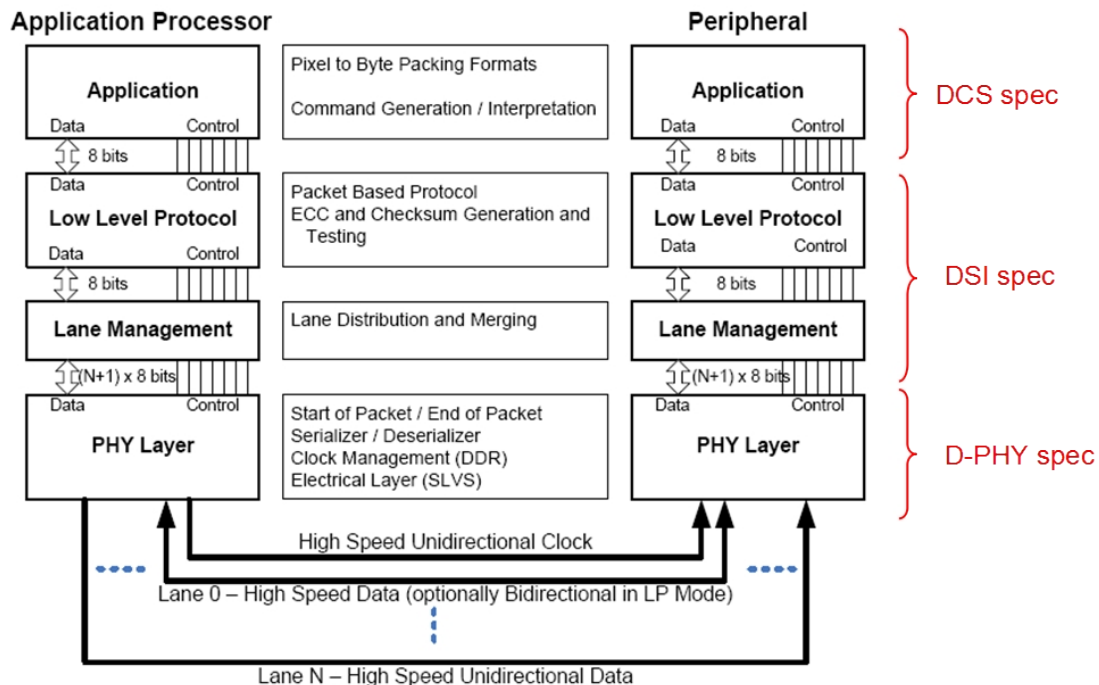 Application Processor
Peripheral
Application
Data Control
8 bits
Pixel to Byte Packing Formats
Command Generation / Interpretation
Application
Data Control
8 bits
DCS spec
Data Control
Low Level Protocol
Data Control
8 bits
Packet Based Protocol
ECC and Checksum Generation and
Testing
Data Control
Low Level Protocol
Data Control
8 bits
Lane Management
(N+1) x 8 bits
Lane Distribution and Merging
Lane Management
(N+1) x 8 bits
DSI spec
Data Control
PHY Layer
Start of Packet / End of Packet
Serializer / Deserializer
Clock Management (DDR)
Electrical Layer (SLVS)
Data Control
PHY Layer
D-PHY spec
High Speed Unidirectional Clock
Lane 0 – High Speed Data (optionally Bidirectional in LP Mode)
Lane N – High Speed Unidirectional Data